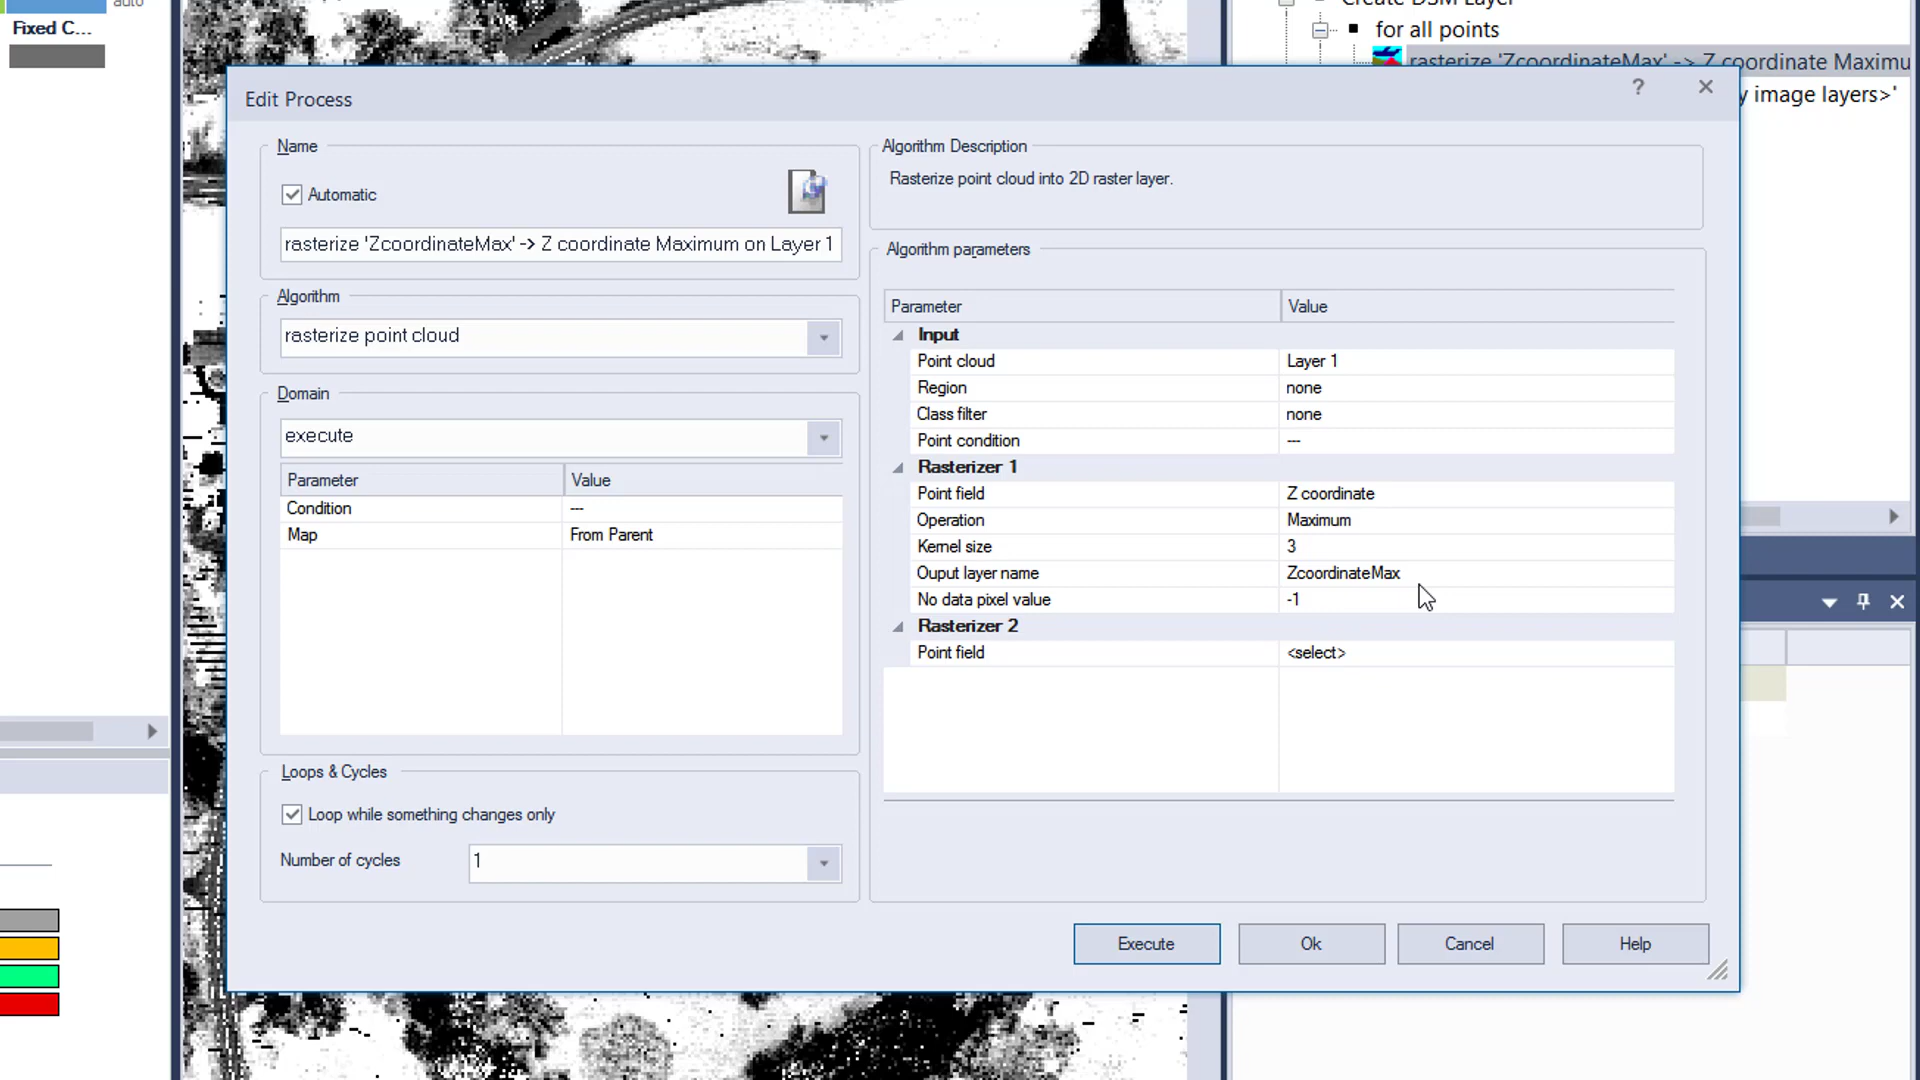 auto
Fixed C...
Create DSM Layer
for all points
rasterize 'ZcoordinateMax' -> Z coordinate Maximu
y image layers>'
Edit Process
?
Name
Automatic
rasterize 'ZcoordinateMax' -> Z coordinate Maximum on Layer 1
Algorithm
rasterize point cloud
Domain
execute
Parameter Value
Condition ---
Map From Parent
Loops & Cycles
Loop while something changes only
Number of cycles 1
Algorithm Description
Rasterize point cloud into 2D raster layer.
Algorithm parameters
Parameter Value
Input
Point cloud Layer 1
Region none
Class filter none
Point condition ---
Rasterizer 1
Point field Z coordinate
Operation Maximum
Kernel size 3
Ouput layer name ZcoordinateMax
No data pixel value -1
Rasterizer 2
Point field <select>
Execute Ok Cancel Help